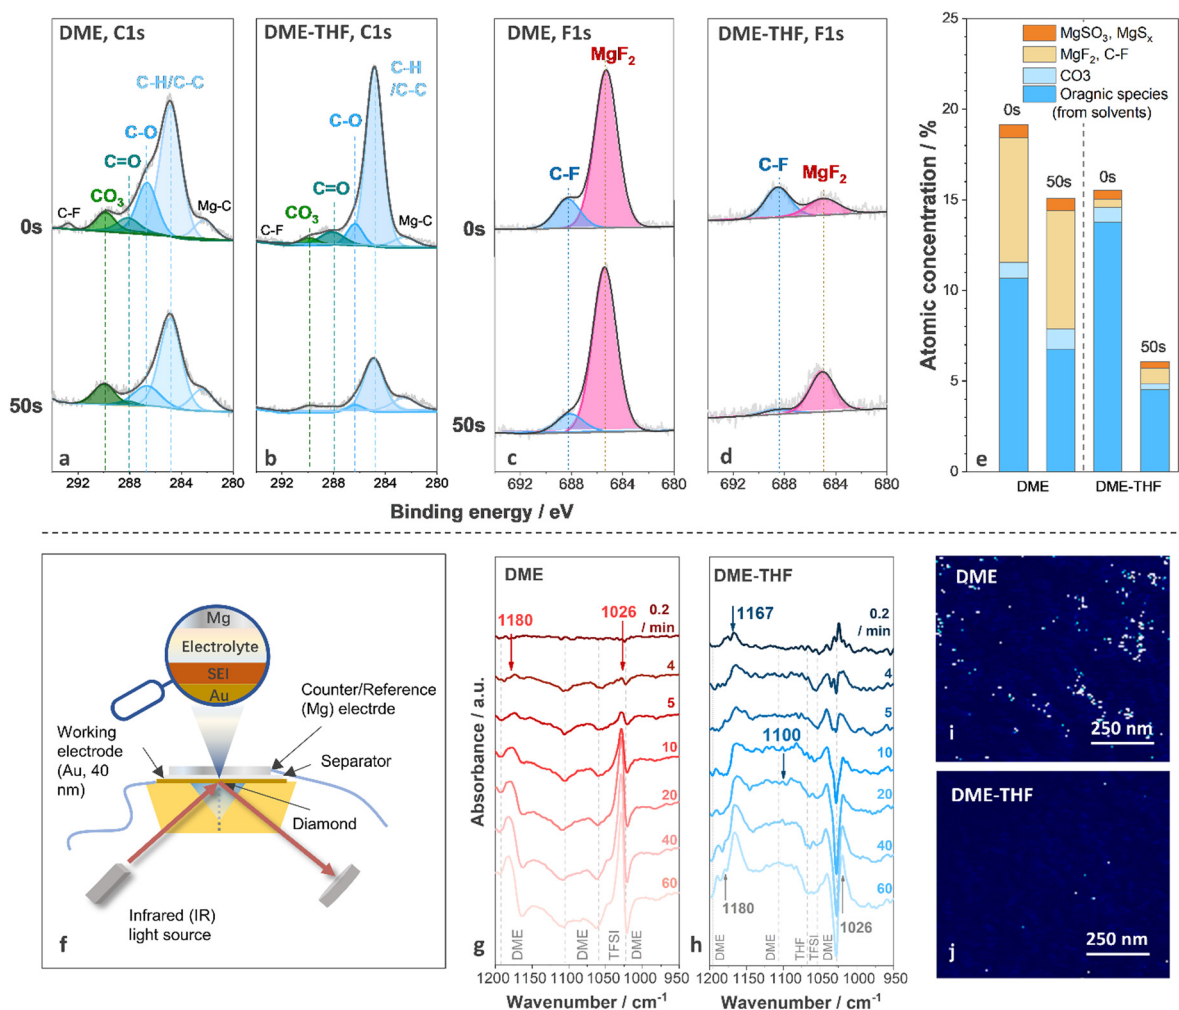 DME, C1s
C-H/C-C
C-O
C=O
CO3
C-F
Mg-C
0s
50s
a
292 288 284 280
DME-THF, C1s
C-H
/C-C
C-O
C=O
CO3
C-F
Mg-C
b
292 288 284 280
DME, F1s
MgF2
C-F
0s
50s
c
692 688 684 680
DME-THF, F1s
C-F
MgF2
d
692 688 684 680
Binding energy / eV
Atomic concentration / %
25
20
15
10
5
0
MgSO3, MgSx
MgF2, C-F
CO3
Oragnic species
(from solvents)
0s
50s
0s
50s
e
DME DME-THF
Mg
Electrolyte
SEI
Au
Counter/Reference
(Mg) electrde
Working
electrode
(Au, 40
nm)
Separator
Diamond
Infrared (IR)
light source
f
DME
Absorbance / a.u.
1180
1026
0.2
/ min
4
5
10
20
40
60
g
DME
DME
TFSI
DME
1200 1150 1100 1050 1000 950
Wavenumber / cm-1
DME-THF
1167
0.2
/ min
4
5
1100
10
20
40
60
1180
1026
h
DME
DME
THF
TFSI
DME
1200 1150 1100 1050 1000 950
Wavenumber / cm-1
DME
i
250 nm
DME-THF
j
250 nm